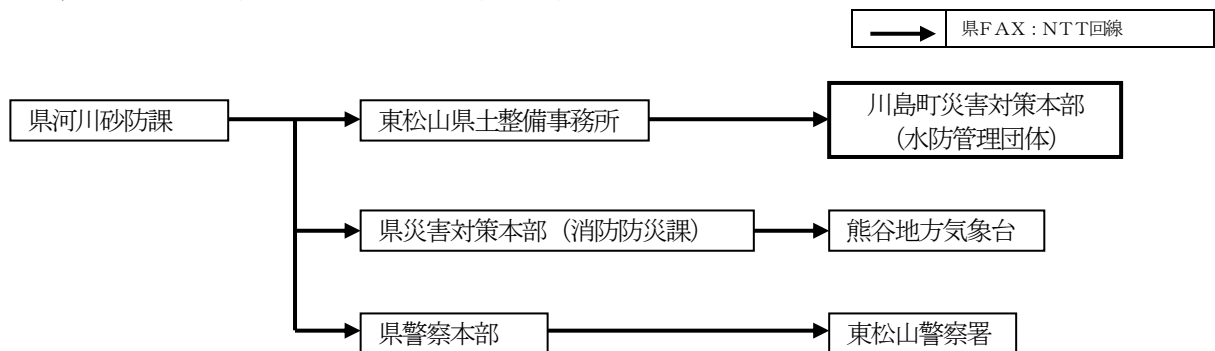 県FAX:NTT回線
県河川砂防課
東松山県土整備事務所
川島町災害対策本部
(水防管理団体)
県災害対策本部(消防防災課)
熊谷地方気象台
県警察本部
東松山警察署